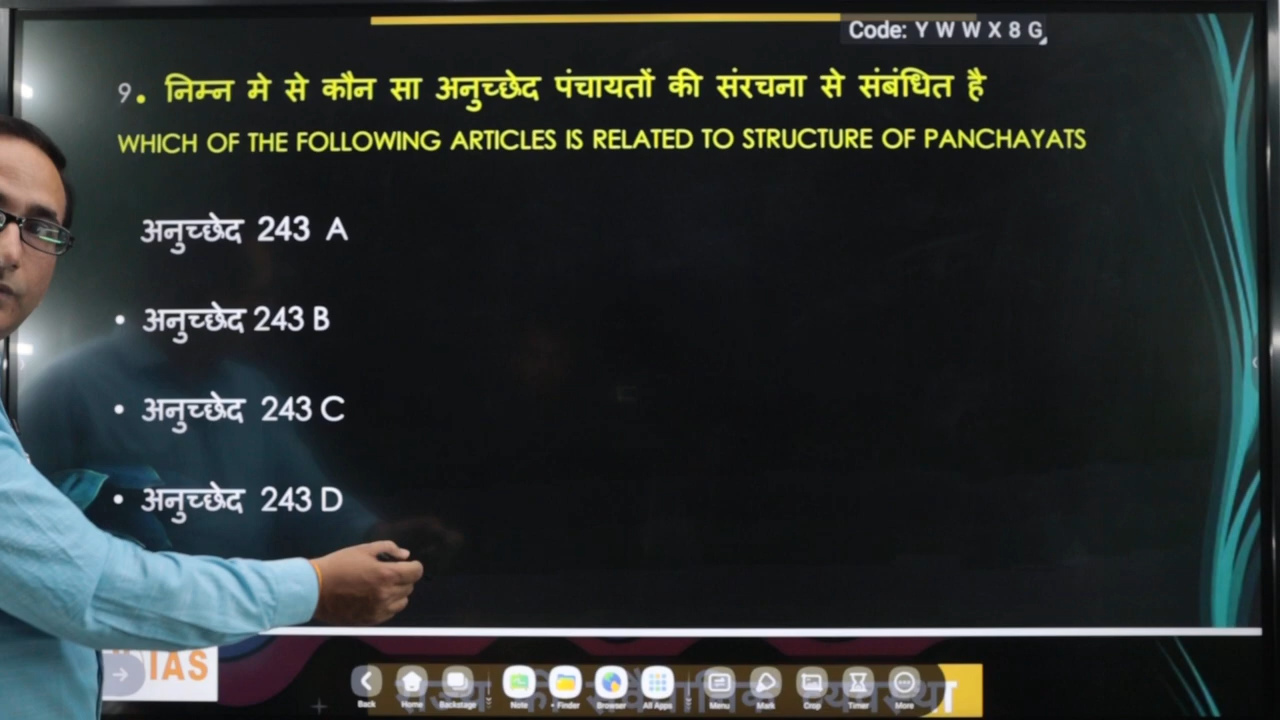 Code: Y W W X 8 G
9. निम्न मे से कौन सा अनुच्छेद पंचायतों की संरचना से संबंधित है
WHICH OF THE FOLLOWING ARTICLES IS RELATED TO STRUCTURE OF PANCHAYATS
अनुच्छेद 243 A
• अनुच्छेद 243 B
• अनुच्छेद 243 C
• अनुच्छेद 243 D
IAS
Back Home Backstage Note Finder Browser All Apps Menu Mark Crop Timer More